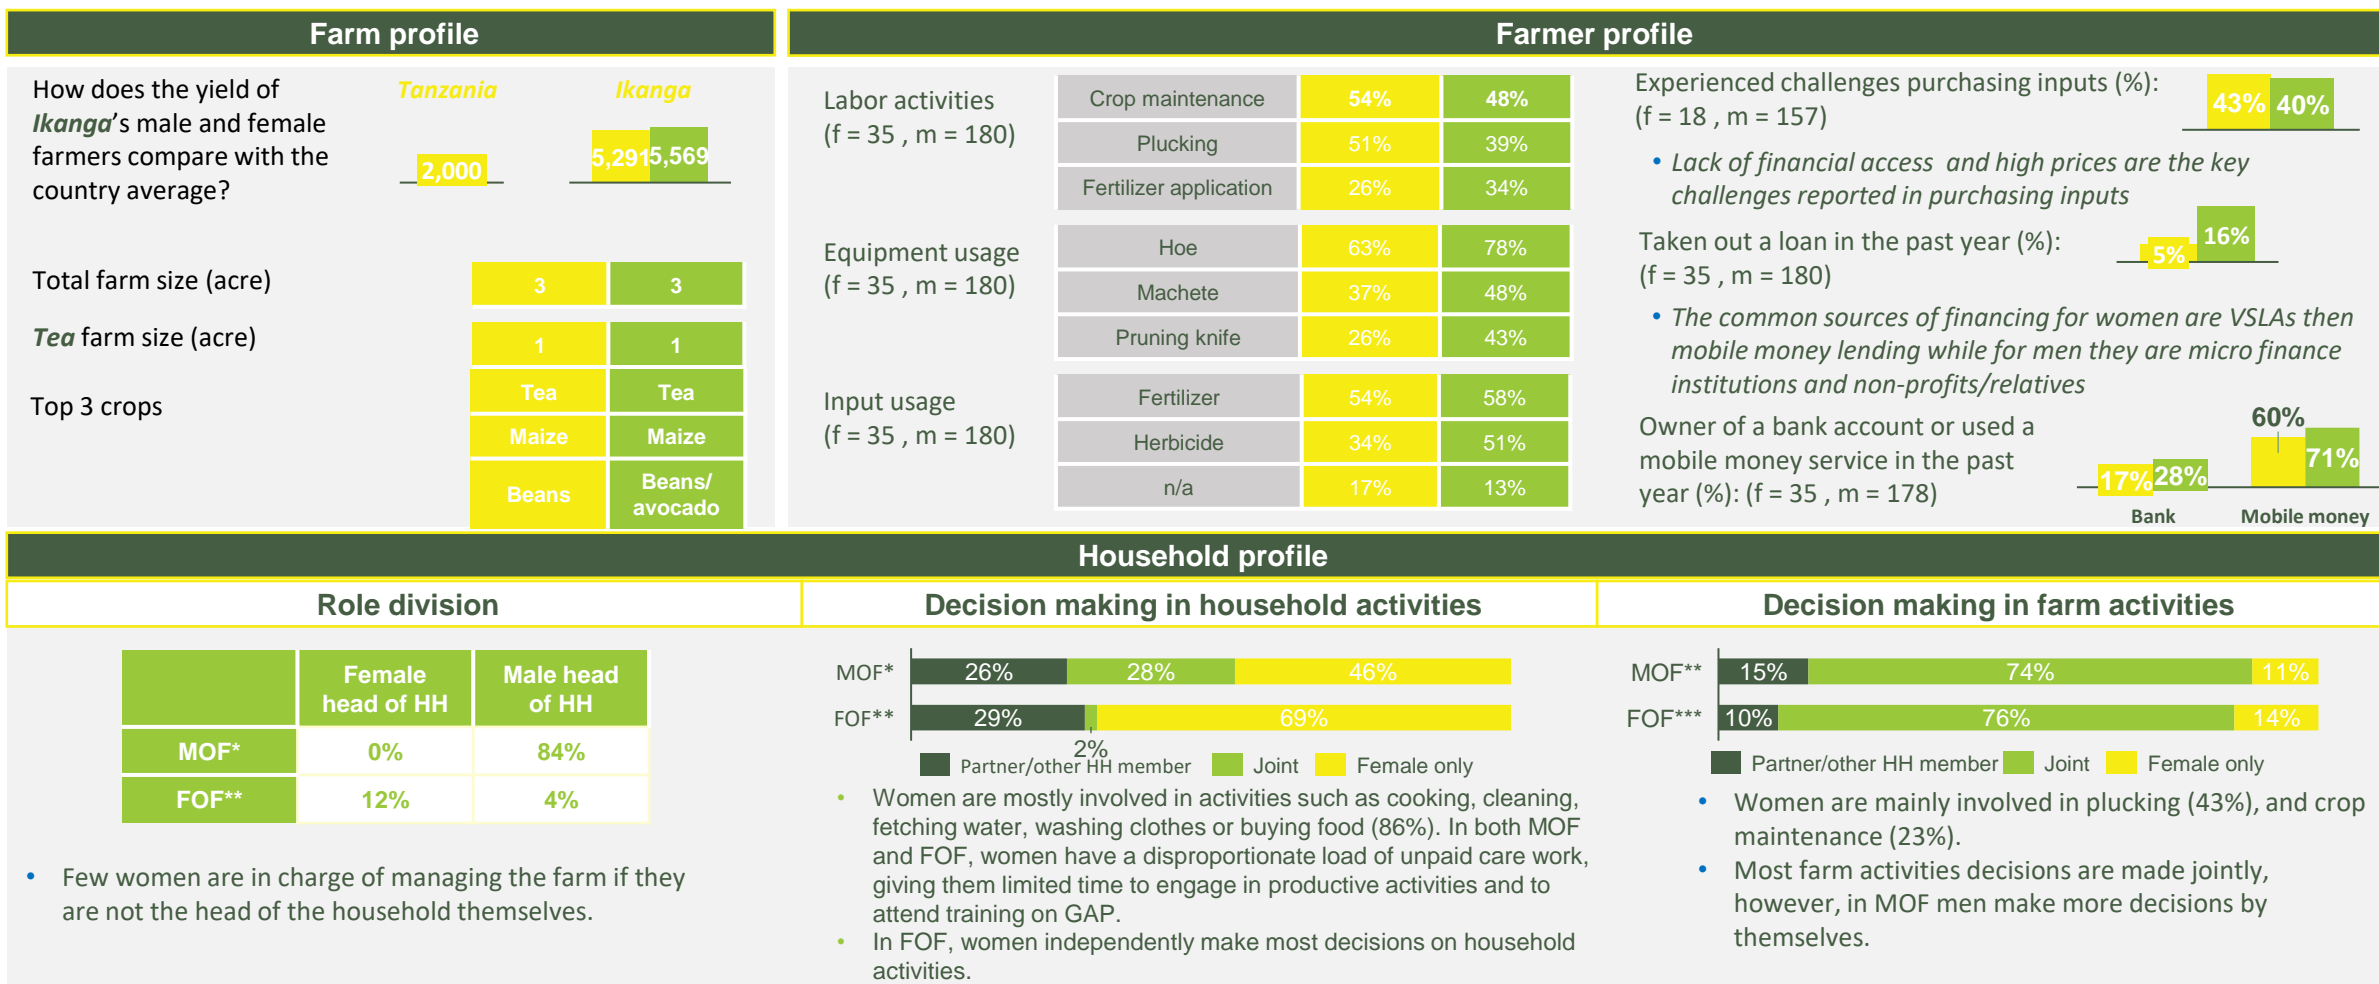 Farm profile
How does the yield of
Ikanga's male and female
farmers compare with the
country average?
Tanzania
Ikanga
2,000
5,291
5,569
Total farm size (acre)
3
3
Tea farm size (acre)
1
1
Top 3 crops
Tea
Tea
Maize
Maize
Beans
Beans/
avocado
Farmer profile
Labor activities
(f = 35 , m = 180)
Crop maintenance 54% 48%
Plucking 51% 39%
Fertilizer application 26% 34%
Equipment usage
(f = 35 , m = 180)
Hoe 63% 78%
Machete 37% 48%
Pruning knife 26% 43%
Input usage
(f = 35 , m = 180)
Fertilizer 54% 58%
Herbicide 34% 51%
n/a 17% 13%
Experienced challenges purchasing inputs (%):
(f = 18 , m = 157)
43% 40%
• Lack of financial access and high prices are the key
challenges reported in purchasing inputs
Taken out a loan in the past year (%):
(f = 35 , m = 180)
5% 16%
• The common sources of financing for women are VSLAs then
mobile money lending while for men they are micro finance
institutions and non-profits/relatives
Owner of a bank account or used a
mobile money service in the past
year (%): (f = 35 , m = 178)
17% 28%
60%
71%
Bank
Mobile money
Household profile
Role division
Female
head of HH
Male head
of HH
MOF* 0% 84%
FOF** 12% 4%
• Few women are in charge of managing the farm if they
are not the head of the household themselves.
Decision making in household activities
MOF* 26% 28% 46%
FOF** 29% 69%
2%
Partner/other HH member Joint Female only
• Women are mostly involved in activities such as cooking, cleaning,
fetching water, washing clothes or buying food (86%). In both MOF
and FOF, women have a disproportionate load of unpaid care work,
giving them limited time to engage in productive activities and to
attend training on GAP.
• In FOF, women independently make most decisions on household
activities.
Decision making in farm activities
MOF** 15% 74% 11%
FOF*** 10% 76% 14%
Partner/other HH member Joint Female only
• Women are mainly involved in plucking (43%), and crop
maintenance (23%).
• Most farm activities decisions are made jointly,
however, in MOF men make more decisions by
themselves.